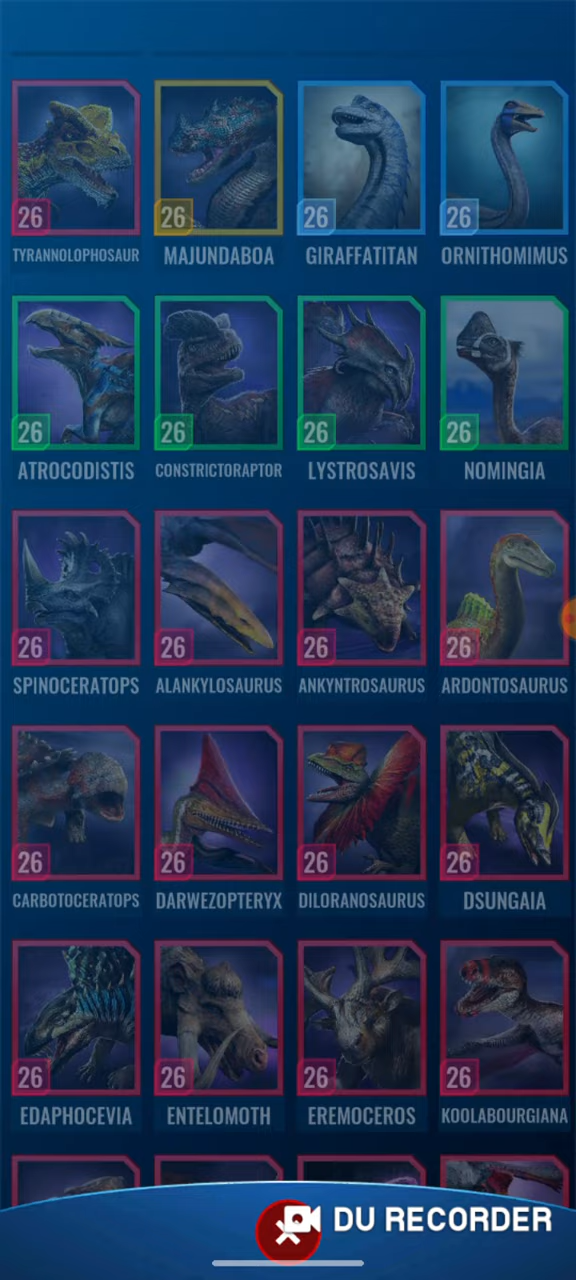 26 26 26 26
TYRANNOLOPHOSAUR MAJUNDABOA GIRAFFATITAN ORNITHOMIMUS
26 26 26 26
ATROCODISTIS CONSTRICTORAPTOR LYSTROSAVIS NOMINGIA
26 26 26 26
SPINOCERATOPS ALANKYLOSAURUS ANKYNTROSAURUS ARDONTOSAURUS
26 26 26 26
CARBOTOCERATOPS DARWEZOPTERYX DILORANOSAURUS DSUNGAIA
26 26 26 26
EDAPHOCEVIA ENTELOMOTH EREMOCEROS KOOLABOURGIANA
DU RECORDER